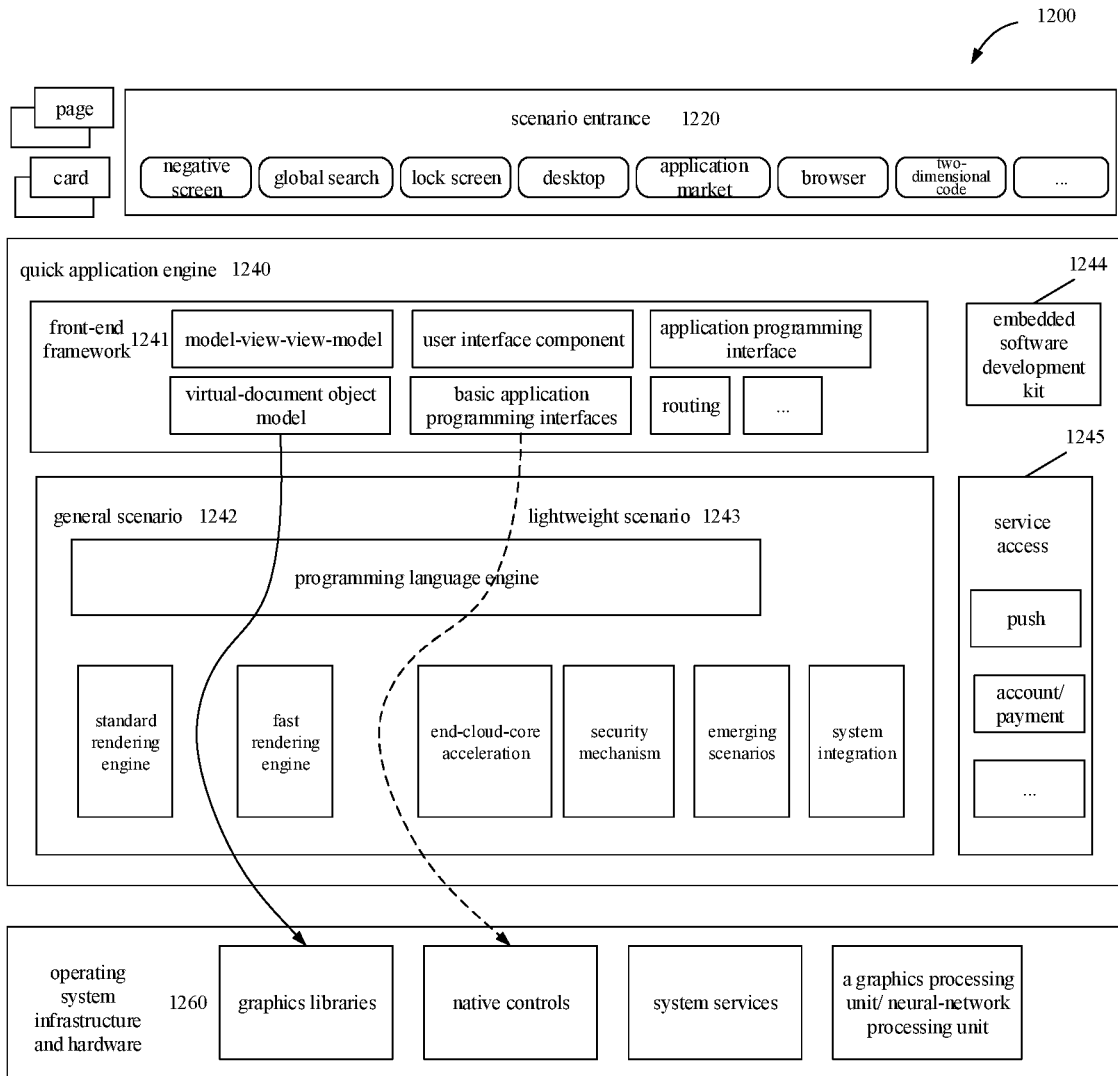 1200
page
card
scenario entrance 1220
negative
screen
global search
lock screen
desktop
application
market
browser
two-
dimensional
code
...
quick application engine 1240
1244
embedded
software
development
kit
front-end
framework
1241
model-view-view-model
user interface component
application programming
interface
virtual-document object
model
basic application
programming interfaces
routing
...
1245
general scenario 1242
lightweight scenario 1243
programming language engine
standard
rendering
engine
fast
rendering
engine
end-cloud-core
acceleration
security
mechanism
emerging
scenarios
system
integration
service
access
push
account/
payment
...
operating
system
infrastructure
and hardware
1260
graphics libraries
native controls
system services
a graphics processing
unit/ neural-network
processing unit